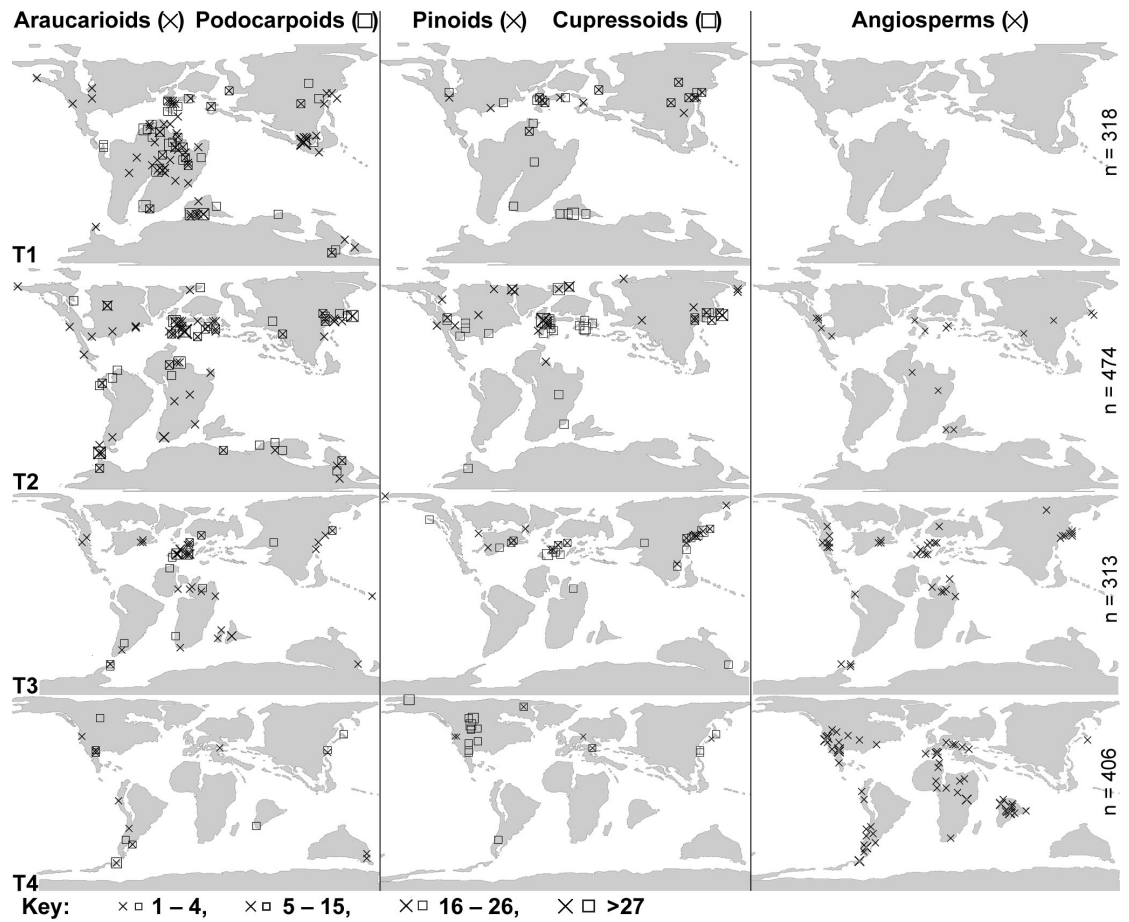 Araucarioids (×) Podocarpoids (□) Pinoids (×) Cupressoids (□) Angiosperms (×)
T1 n = 318
T2 n = 474
T3 n = 313
T4 n = 406
Key: ×□ 1 – 4, ×□ 5 – 15, ×□ 16 – 26, ×□ >27